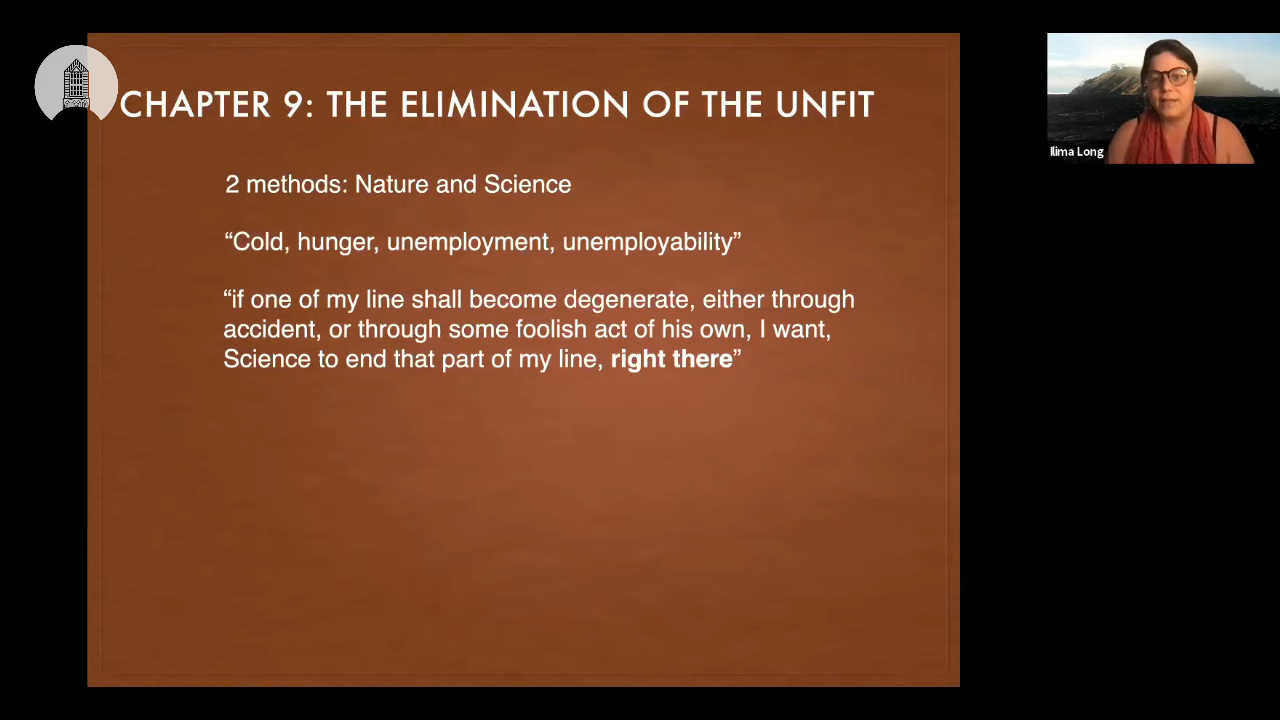 CHAPTER 9: THE ELIMINATION OF THE UNFIT
2 methods: Nature and Science
“Cold, hunger, unemployment, unemployability”
“if one of my line shall become degenerate, either through
accident, or through some foolish act of his own, I want,
Science to end that part of my line, right there”
Ilima Long